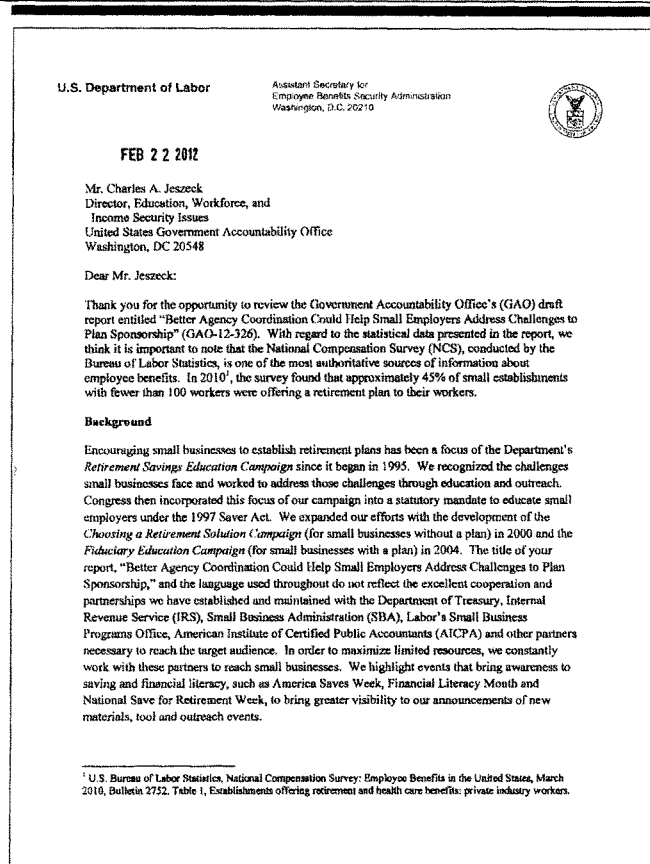 U.S. Department of Labor
Assistant Secretary for
Employee Benefits Security Administration
Washington, D.C. 20210
FEB 22 2012
Mr. Charles A. Jeszeck
Director, Education, Workforce, and
Income Security Issues
United States Government Accountability Office
Washington, DC 20548
Dear Mr. Jeszeck:
Thank you for the opportunity to review the Government Accountability Office's (GAO) draft
report entitled "Better Agency Coordination Could Help Small Employers Address Challenges to
Plan Sponsorship" (GAO-12-326). With regard to the statistical data presented in the report, we
think it is important to note that the National Compensation Survey (NCS), conducted by the
Bureau of Labor Statistics, is one of the most authoritative sources of information about
employee benefits. In 2010¹, the survey found that approximately 45% of small establishments
with fewer than 100 workers were offering a retirement plan to their workers.
Background
Encouraging small businesses to establish retirement plans has been a focus of the Department's
Retirement Savings Education Campaign since it began in 1995. We recognized the challenges
small businesses face and worked to address those challenges through education and outreach.
Congress then incorporated this focus of our campaign into a statutory mandate to educate small
employers under the 1997 Saver Act. We expanded our efforts with the development of the
Choosing a Retirement Solution Campaign (for small businesses without a plan) in 2000 and the
Fiduciary Education Campaign (for small businesses with a plan) in 2004. The title of your
report, "Better Agency Coordination Could Help Small Employers Address Challenges to Plan
Sponsorship," and the language used throughout do not reflect the excellent cooperation and
partnerships we have established and maintained with the Department of Treasury, Internal
Revenue Service (IRS), Small Business Administration (SBA), Labor's Small Business
Programs Office, American Institute of Certified Public Accountants (AICPA) and other partners
necessary to reach the target audience. In order to maximize limited resources, we constantly
work with these partners to reach small businesses. We highlight events that bring awareness to
saving and financial literacy, such as America Saves Week, Financial Literacy Month and
National Save for Retirement Week, to bring greater visibility to our announcements of new
materials, tool and outreach events.
¹ U.S. Bureau of Labor Statistics, National Compensation Survey: Employee Benefits in the United States, March
2010, Bulletin 2752. Table 1, Establishments offering retirement and health care benefits: private industry workers.